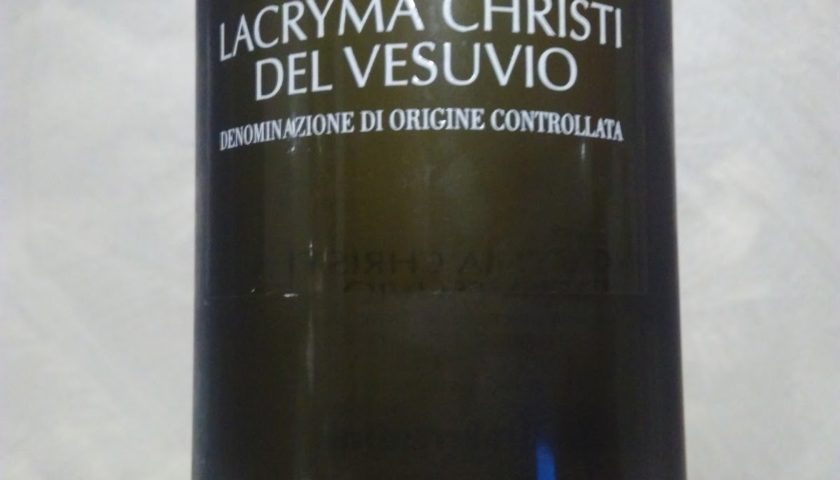 LACRYMA CHRISTI
DEL VESUVIO
DENOMINAZIONE DI ORIGINE CONTROLLATA